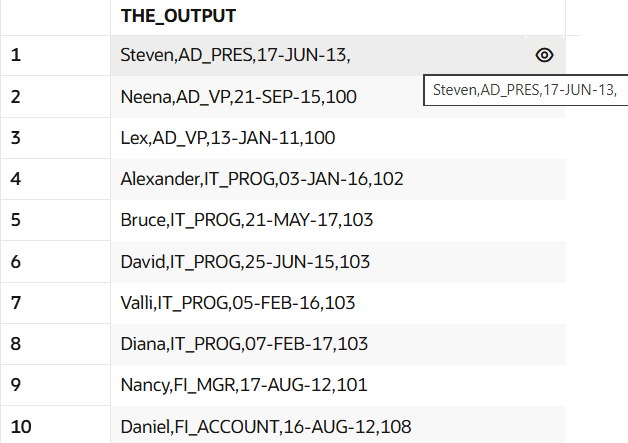 THE_OUTPUT
1 Steven,AD_PRES,17-JUN-13,
Steven,AD_PRES,17-JUN-13,
2 Neena,AD_VP,21-SEP-15,100
3 Lex,AD_VP,13-JAN-11,100
4 Alexander,IT_PROG,03-JAN-16,102
5 Bruce,IT_PROG,21-MAY-17,103
6 David,IT_PROG,25-JUN-15,103
7 Valli,IT_PROG,05-FEB-16,103
8 Diana,IT_PROG,07-FEB-17,103
9 Nancy,FI_MGR,17-AUG-12,101
10 Daniel,FI_ACCOUNT,16-AUG-12,108